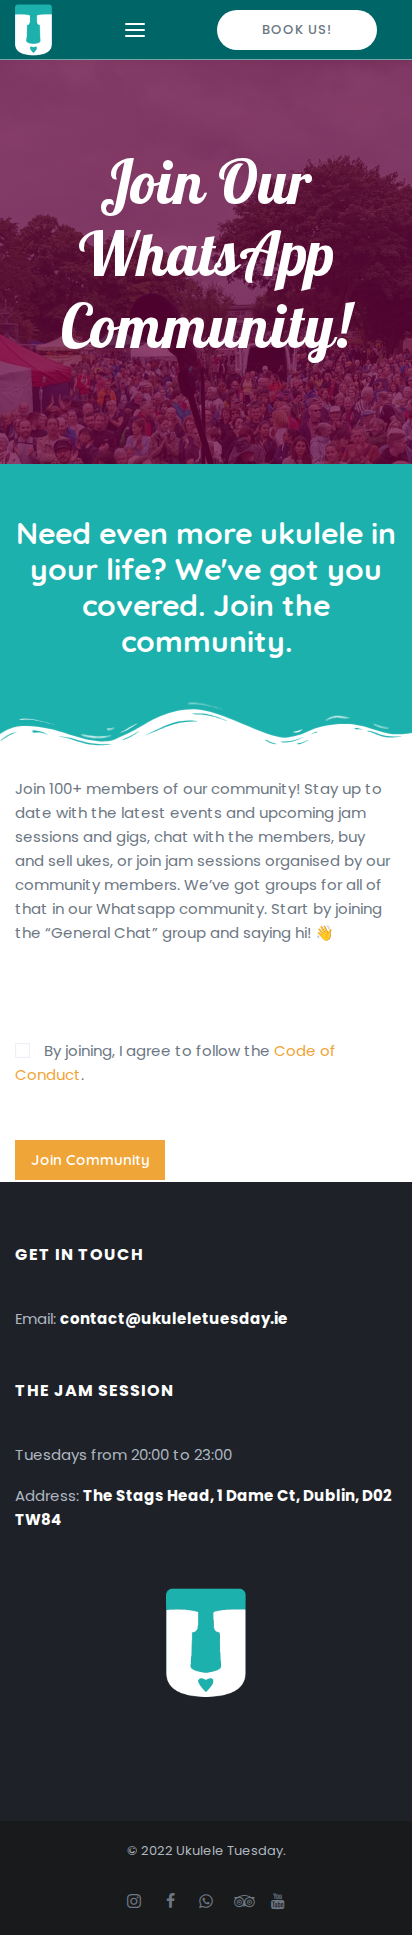 BOOK US!
Join Our
WhatsApp
Community!
Need even more ukulele in
your life? We've got you
covered. Join the
community.
Join 100+ members of our community! Stay up to
date with the latest events and upcoming jam
sessions and gigs, chat with the members, buy
and sell ukes, or join jam sessions organised by our
community members. We’ve got groups for all of
that in our Whatsapp community. Start by joining
the “General Chat” group and saying hi! 👋
By joining, I agree to follow the Code of
Conduct.
Join Community
GET IN TOUCH
Email: contact@ukuleletuesday.ie
THE JAM SESSION
Tuesdays from 20:00 to 23:00
Address: The Stags Head, 1 Dame Ct, Dublin, D02
TW84
© 2022 Ukulele Tuesday.